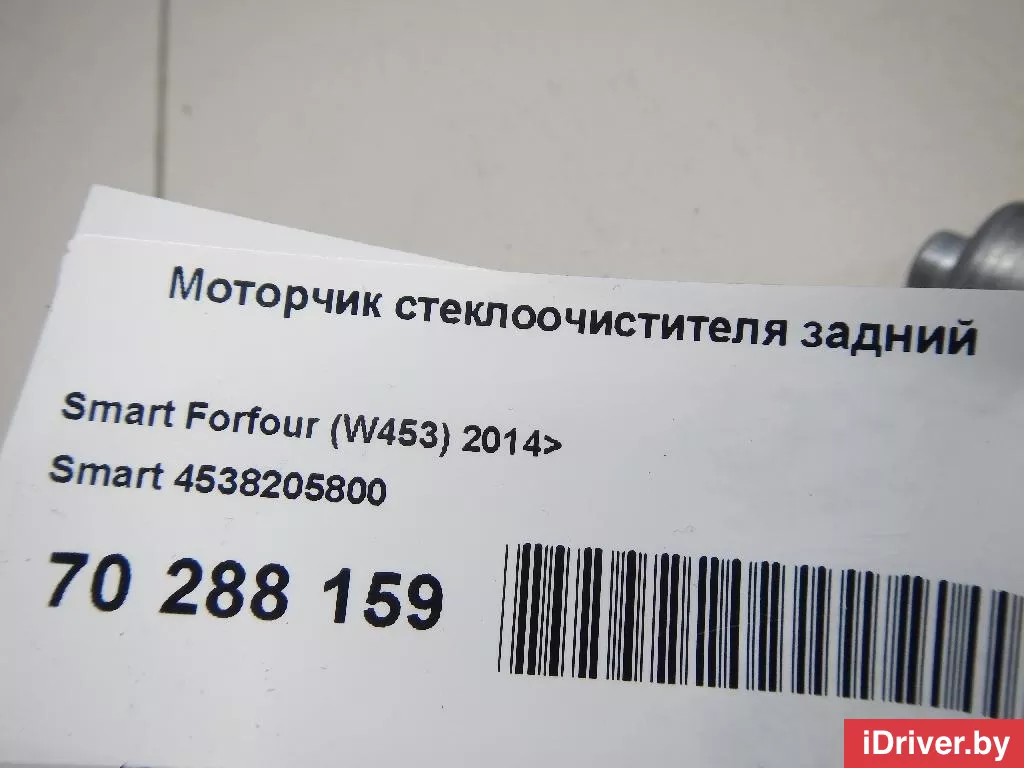 Моторчик стеклоочистителя задний
Smart Forfour (W453) 2014>
Smart 4538205800
70 288 159
iDriver.by